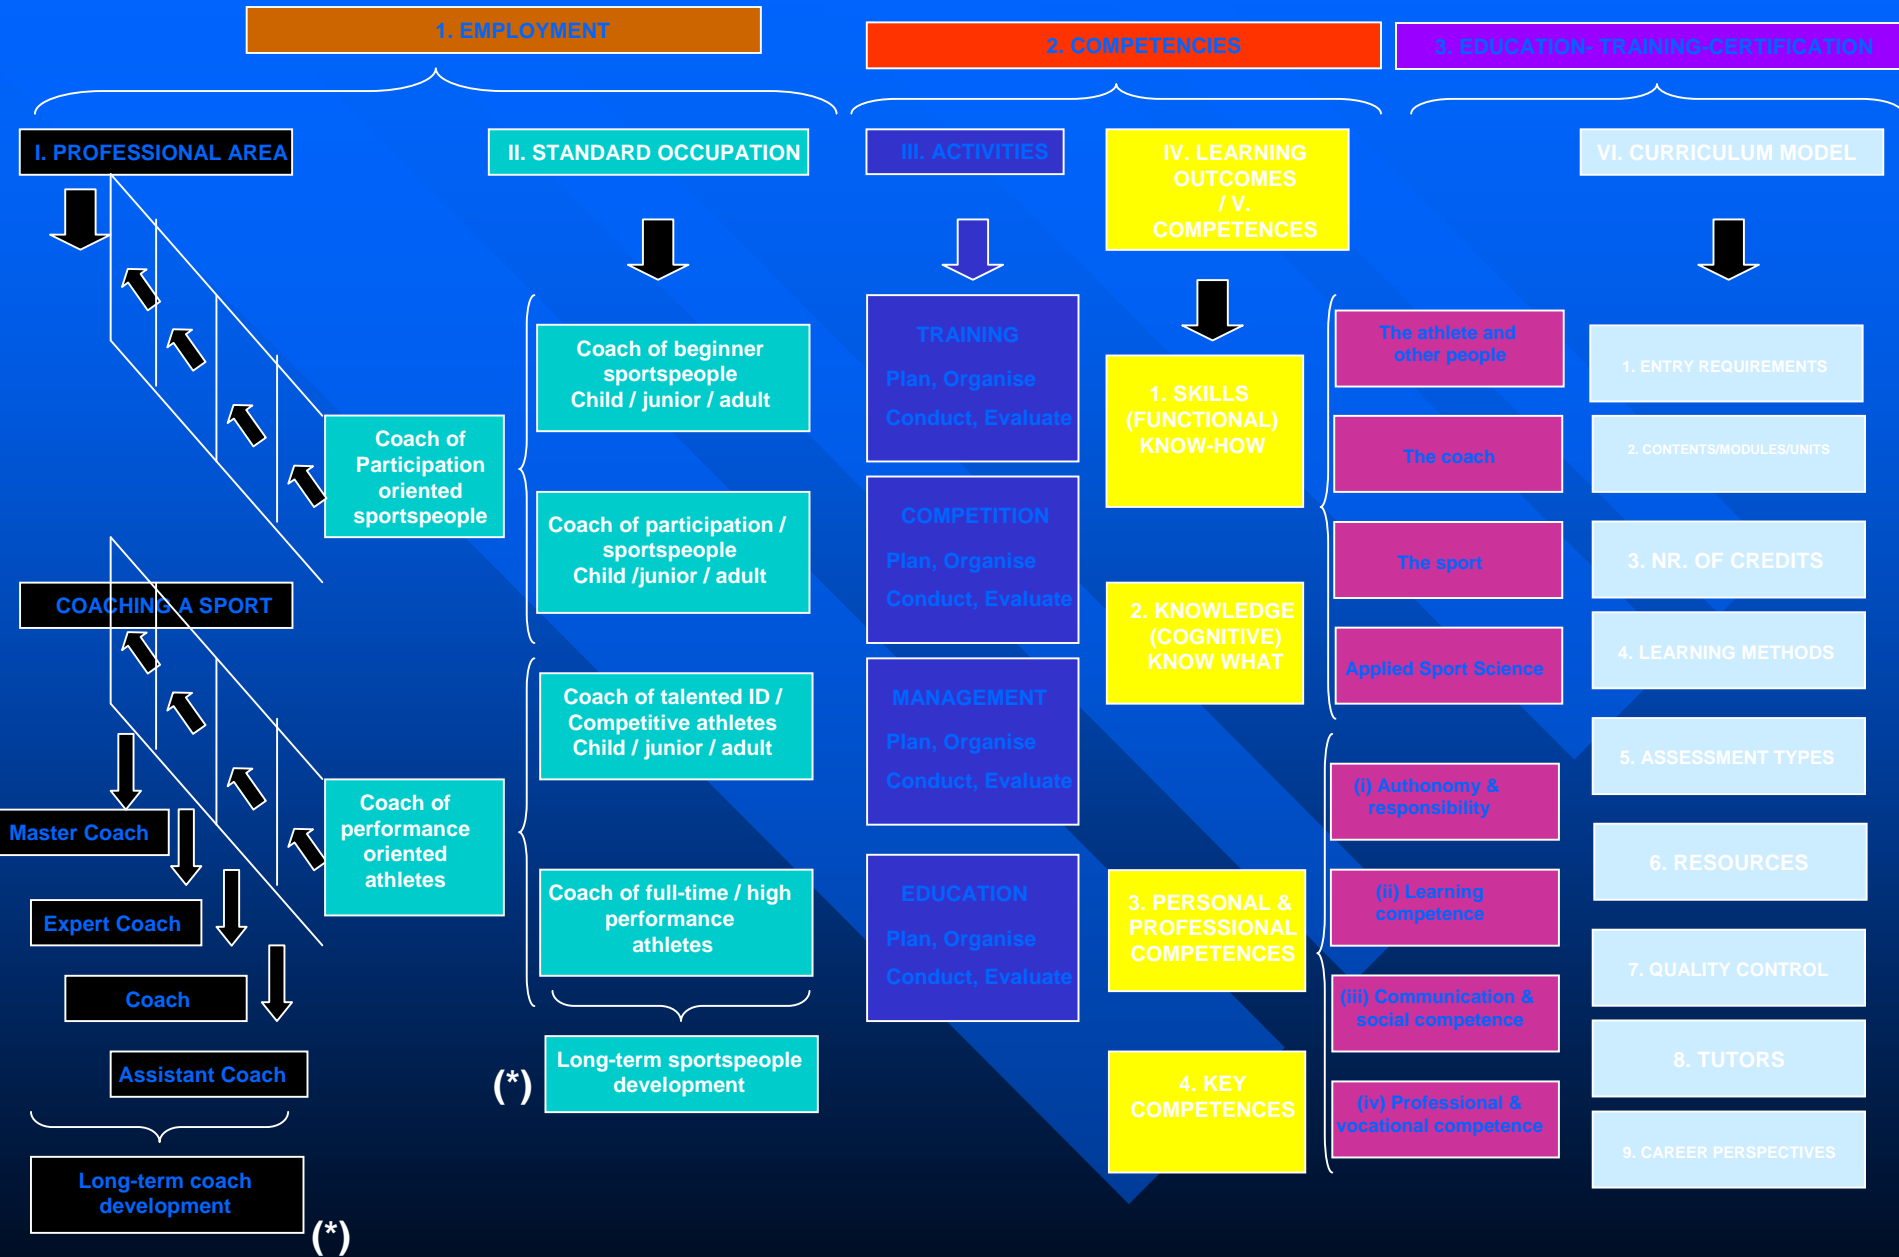 1. EMPLOYMENT
2. COMPETENCIES
3. EDUCATION- TRAINING-CERTIFICATION
I. PROFESSIONAL AREA
II. STANDARD OCCUPATION
III. ACTIVITIES
IV. LEARNING
OUTCOMES
/ V.
COMPETENCES
VI. CURRICULUM MODEL
COACHING A SPORT
Master Coach
Expert Coach
Coach
Assistant Coach
Long-term coach
development
(*)
Coach of
Participation
oriented
sportspeople
Coach of
performance
oriented
athletes
Coach of beginner
sportspeople
Child / junior / adult
Coach of participation /
sportspeople
Child /junior / adult
Coach of talented ID /
Competitive athletes
Child / junior / adult
Coach of full-time / high
performance
athletes
(*)
Long-term sportspeople
development
TRAINING
Plan, Organise
Conduct, Evaluate
COMPETITION
Plan, Organise
Conduct, Evaluate
MANAGEMENT
Plan, Organise
Conduct, Evaluate
EDUCATION
Plan, Organise
Conduct, Evaluate
1. SKILLS
(FUNCTIONAL)
KNOW-HOW
2. KNOWLEDGE
(COGNITIVE)
KNOW WHAT
3. PERSONAL &
PROFESSIONAL
COMPETENCES
4. KEY
COMPETENCES
The athlete and
other people
The coach
The sport
Applied Sport Science
(i) Authonomy &
responsibility
(ii) Learning
competence
(iii) Communication &
social competence
(iv) Professional &
vocational competence
1. ENTRY REQUIREMENTS
2. CONTENTS/MODULES/UNITS
3. NR. OF CREDITS
4. LEARNING METHODS
5. ASSESSMENT TYPES
6. RESOURCES
7. QUALITY CONTROL
8. TUTORS
9. CAREER PERSPECTIVES